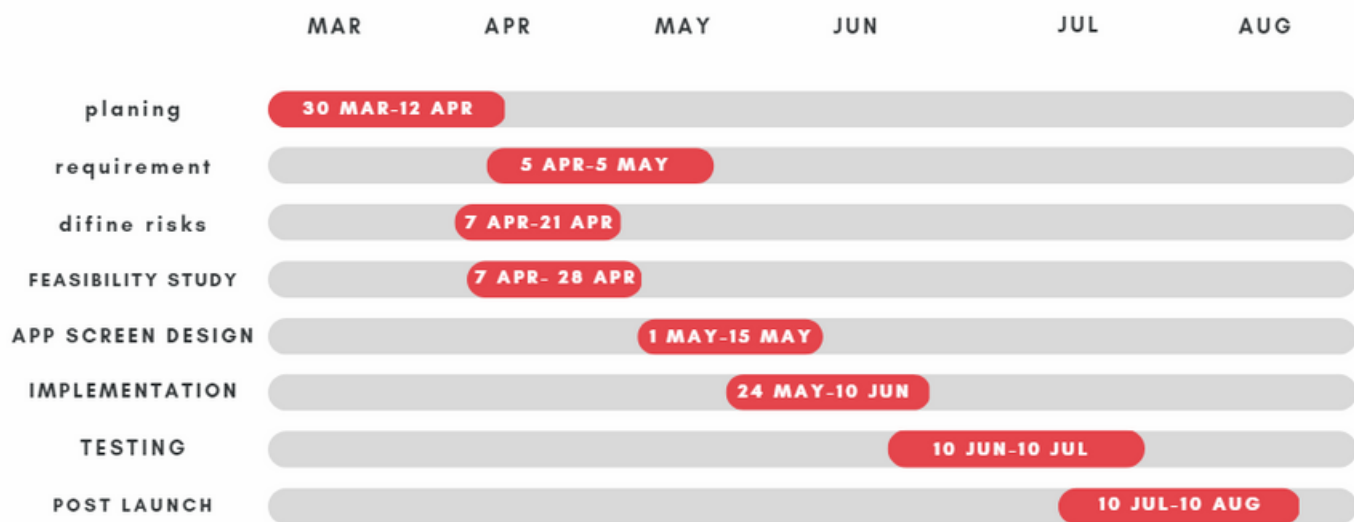 MAR APR MAY JUN JUL AUG
planing 30 MAR-12 APR
requirement 5 APR-5 MAY
difine risks 7 APR-21 APR
FEASIBILITY STUDY 7 APR- 28 APR
APP SCREEN DESIGN 1 MAY-15 MAY
IMPLEMENTATION 24 MAY-10 JUN
TESTING 10 JUN-10 JUL
POST LAUNCH 10 JUL-10 AUG